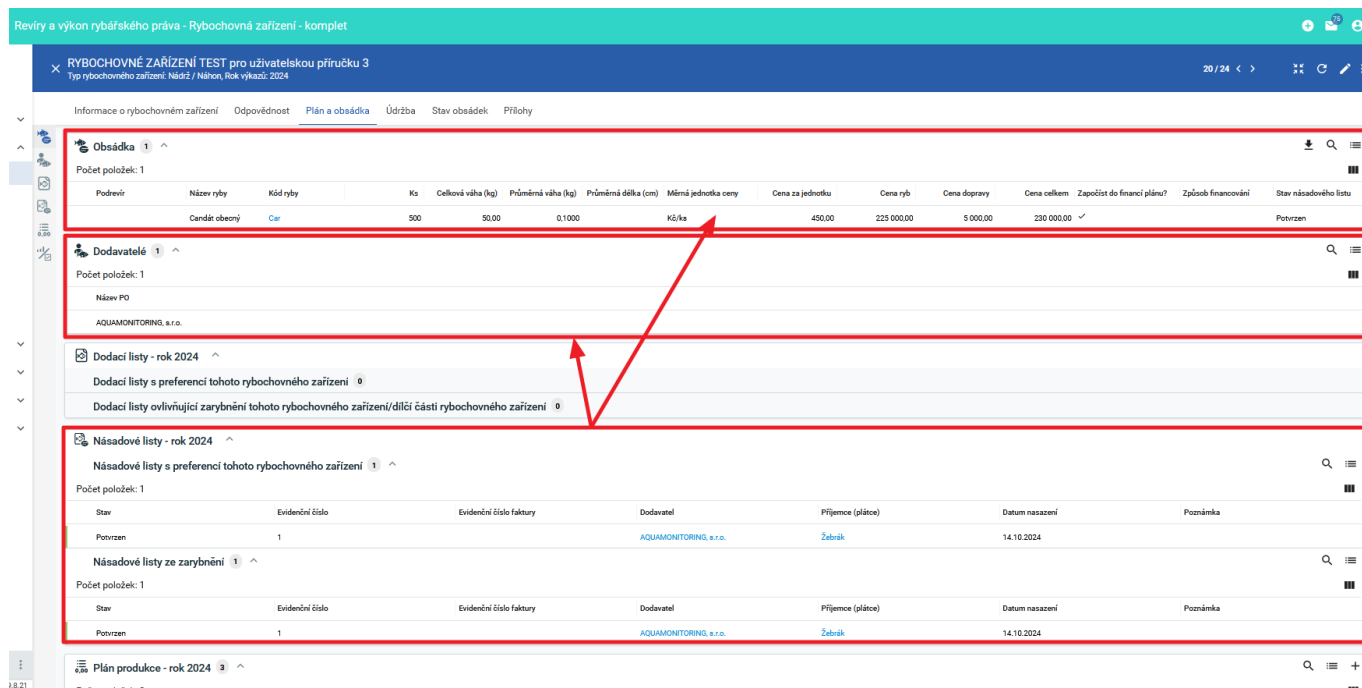 Revíry a výkon rybářského práva - Rybochovná zařízení - komplet
75
RYBOCHOVNÉ ZAŘÍZENÍ TEST pro uživatelskou příručku 3
Typ rybochovného zařízení: Nádrž / Náhon, Rok výkazů: 2024
20 / 24
Informace o rybochovném zařízení Odpovědnost Plán a obsádka Údržba Stav obsádek Přílohy
Obsádka 1
Počet položek: 1
Podrevír Název ryby Kód ryby Ks Celková váha (kg) Průměrná váha (kg) Průměrná délka (cm) Měrná jednotka ceny Cena za jednotku Cena ryb Cena dopravy Cena celkem Započíst do financí plánu? Způsob financování Stav násadového listu
Candát obecný Car 500 50,00 0,1000 Kč/ks 450,00 225 000,00 5 000,00 230 000,00 ✓ Potvrzen
Dodavatelé 1
Počet položek: 1
Název PO
AQUAMONITORING, s.r.o.
Dodací listy - rok 2024
Dodací listy s preferencí tohoto rybochovného zařízení 0
Dodací listy ovlivňující zarybnění tohoto rybochovného zařízení/dílčí části rybochovného zařízení 0
Násadové listy - rok 2024
Násadové listy s preferencí tohoto rybochovného zařízení 1
Počet položek: 1
Stav Evidenční číslo Evidenční číslo faktury Dodavatel Příjemce (plátce) Datum nasazení Poznámka
Potvrzen 1 AQUAMONITORING, s.r.o. Žebrák 14.10.2024
Násadové listy ze zarybnění 1
Počet položek: 1
Stav Evidenční číslo Evidenční číslo faktury Dodavatel Příjemce (plátce) Datum nasazení Poznámka
Potvrzen 1 AQUAMONITORING, s.r.o. Žebrák 14.10.2024
Plán produkce - rok 2024 3